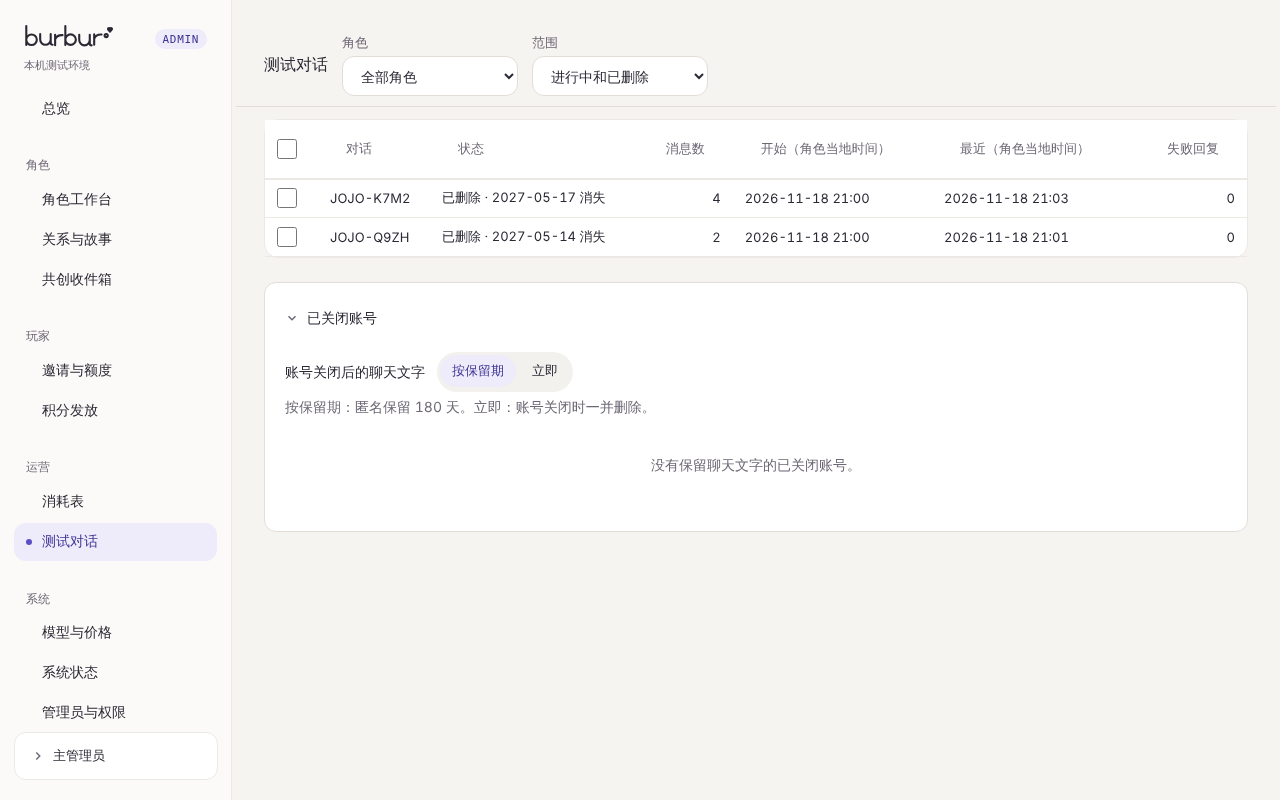 burbur
ADMIN
本机测试环境
总览
角色
角色工作台
关系与故事
共创收件箱
玩家
邀请与额度
积分发放
运营
消耗表
测试对话
系统
模型与价格
系统状态
管理员与权限
主管理员
测试对话
角色
全部角色
范围
进行中和已删除
对话 状态 消息数 开始（角色当地时间） 最近（角色当地时间） 失败回复
JOJO-K7M2 已删除 · 2027-05-17 消失 4 2026-11-18 21:00 2026-11-18 21:03 0
JOJO-Q9ZH 已删除 · 2027-05-14 消失 2 2026-11-18 21:00 2026-11-18 21:01 0
已关闭账号
账号关闭后的聊天文字 按保留期 立即
按保留期：匿名保留 180 天。立即：账号关闭时一并删除。
没有保留聊天文字的已关闭账号。